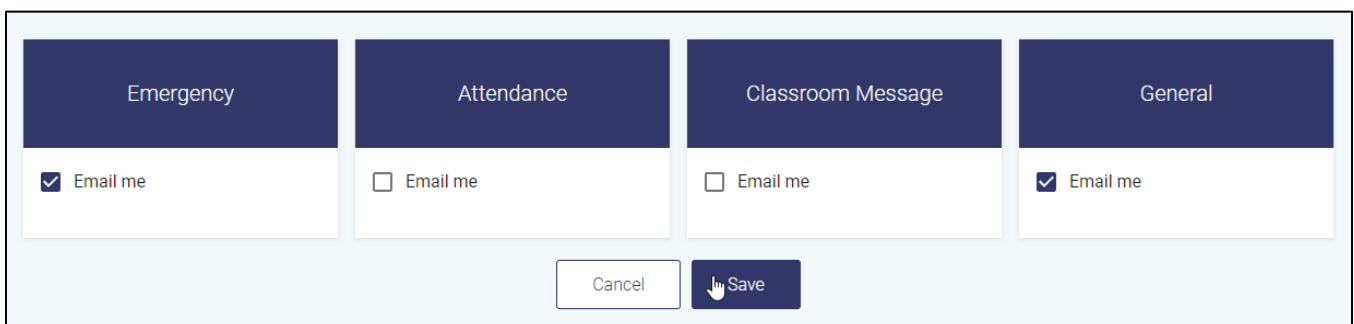 Emergency
Attendance
Classroom Message
General
Email me
Email me
Email me
Email me
Cancel
Save